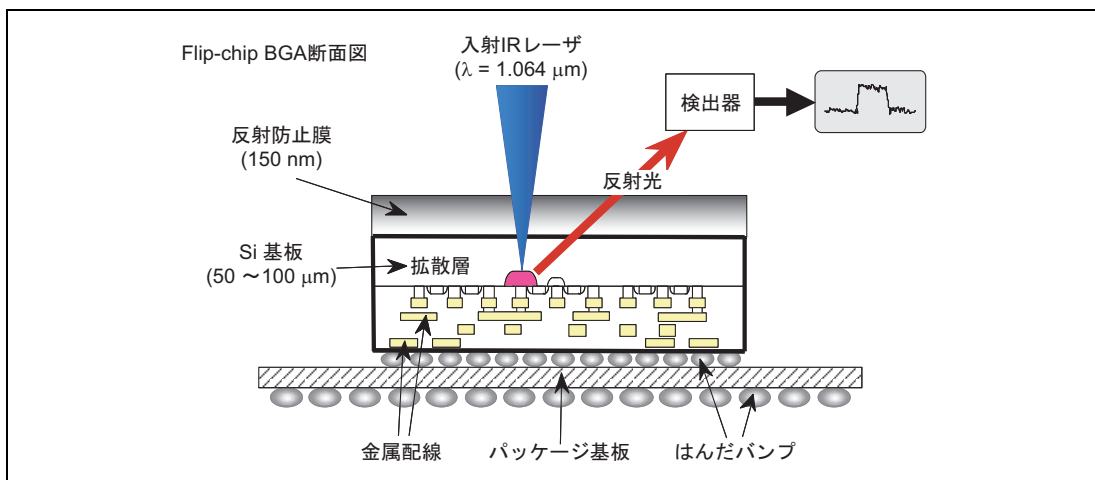 Flip-chip BGA断面図
入射IRレーザ
(λ = 1.064 μm)
検出器
反射防止膜
(150 nm)
反射光
Si 基板
(50 ～100 μm)
拡散層
金属配線
パッケージ基板
はんだバンプ